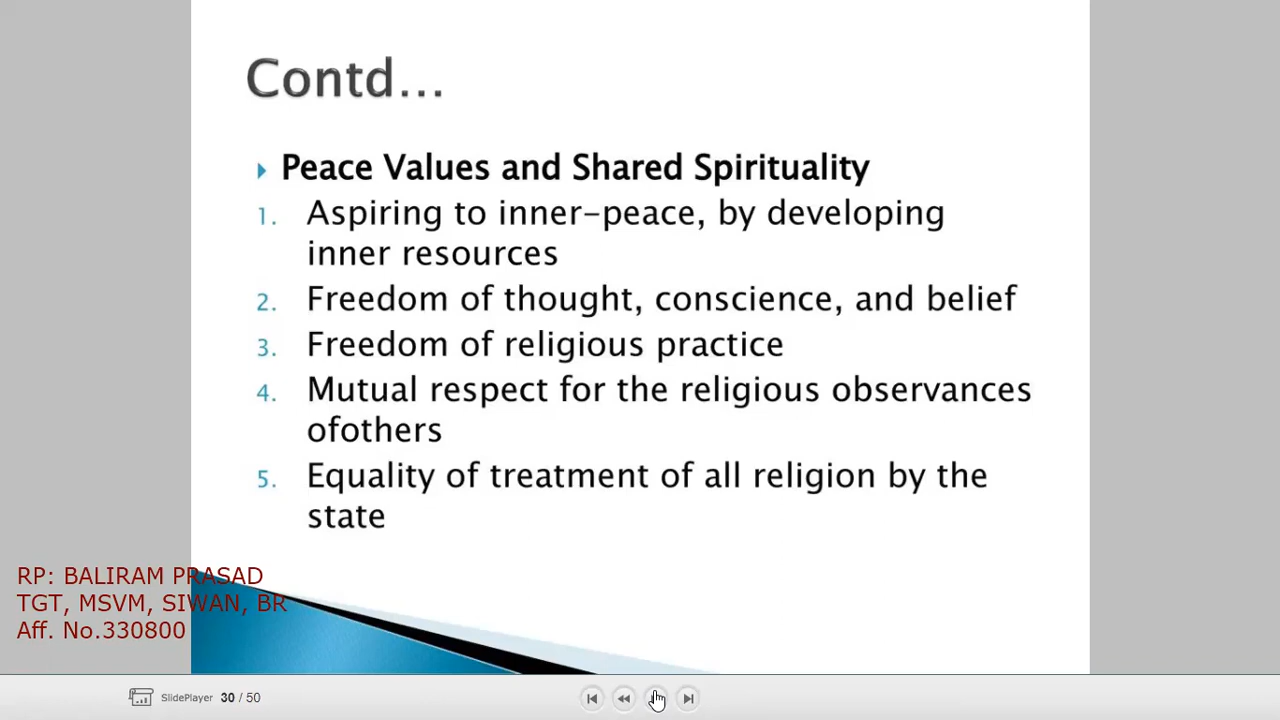 Contd...
Peace Values and Shared Spirituality
1. Aspiring to inner-peace, by developing
inner resources
2. Freedom of thought, conscience, and belief
3. Freedom of religious practice
4. Mutual respect for the religious observances
ofothers
5. Equality of treatment of all religion by the
state
RP: BALIRAM PRASAD
TGT, MSVM, SIWAN, BR
Aff. No.330800
SlidePlayer 30 / 50